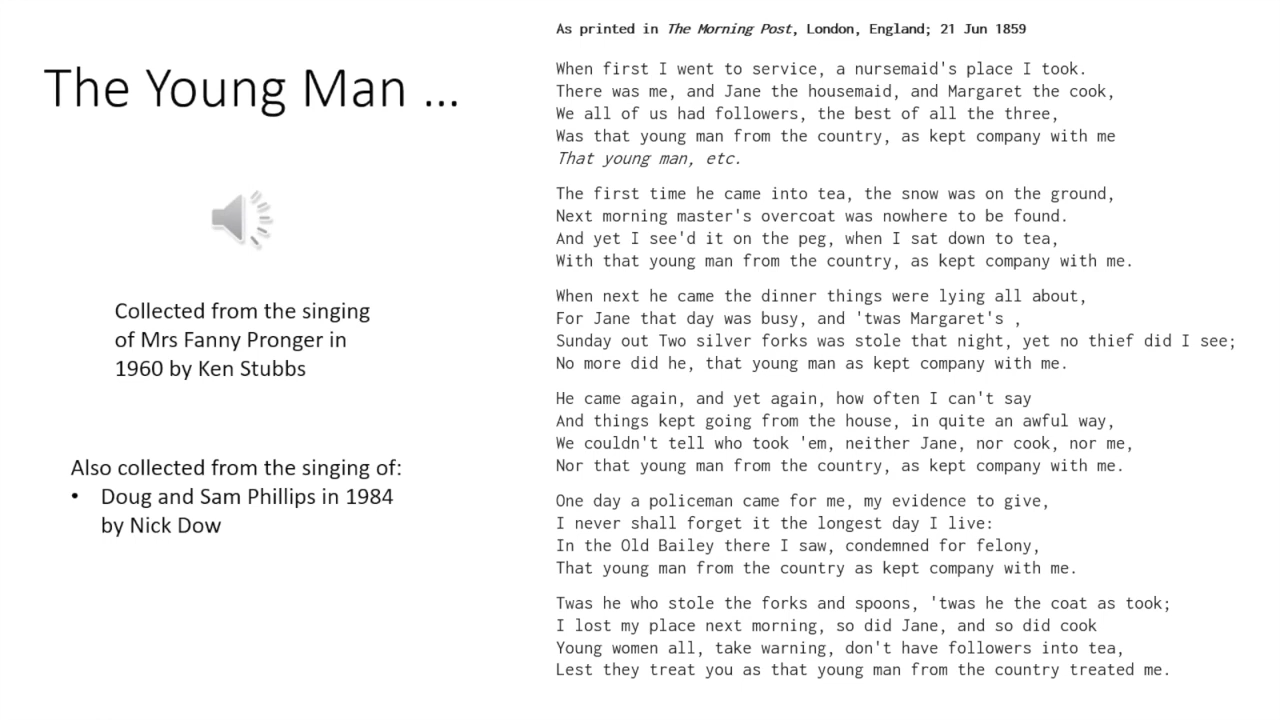 The Young Man ...
Collected from the singing
of Mrs Fanny Pronger in
1960 by Ken Stubbs
Also collected from the singing of:
• Doug and Sam Phillips in 1984
by Nick Dow
As printed in The Morning Post, London, England; 21 Jun 1859
When first I went to service, a nursemaid's place I took.
There was me, and Jane the housemaid, and Margaret the cook,
We all of us had followers, the best of all the three,
Was that young man from the country, as kept company with me
That young man, etc.
The first time he came into tea, the snow was on the ground,
Next morning master's overcoat was nowhere to be found.
And yet I see'd it on the peg, when I sat down to tea,
With that young man from the country, as kept company with me.
When next he came the dinner things were lying all about,
For Jane that day was busy, and 'twas Margaret's ,
Sunday out Two silver forks was stole that night, yet no thief did I see;
No more did he, that young man as kept company with me.
He came again, and yet again, how often I can't say
And things kept going from the house, in quite an awful way,
We couldn't tell who took 'em, neither Jane, nor cook, nor me,
Nor that young man from the country, as kept company with me.
One day a policeman came for me, my evidence to give,
I never shall forget it the longest day I live:
In the Old Bailey there I saw, condemned for felony,
That young man from the country as kept company with me.
Twas he who stole the forks and spoons, 'twas he the coat as took;
I lost my place next morning, so did Jane, and so did cook
Young women all, take warning, don't have followers into tea,
Lest they treat you as that young man from the country treated me.